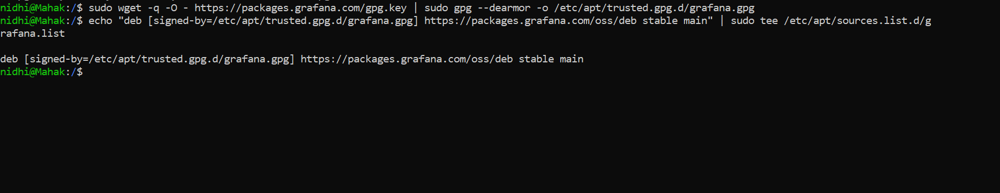 nidhi@Mahak:/$ sudo wget -q -O - https://packages.grafana.com/gpg.key | sudo gpg --dearmor -o /etc/apt/trusted.gpg.d/grafana.gpg
nidhi@Mahak:/$ echo "deb [signed-by=/etc/apt/trusted.gpg.d/grafana.gpg] https://packages.grafana.com/oss/deb stable main" | sudo tee /etc/apt/sources.list.d/g
rafana.list
deb [signed-by=/etc/apt/trusted.gpg.d/grafana.gpg] https://packages.grafana.com/oss/deb stable main
nidhi@Mahak:/$